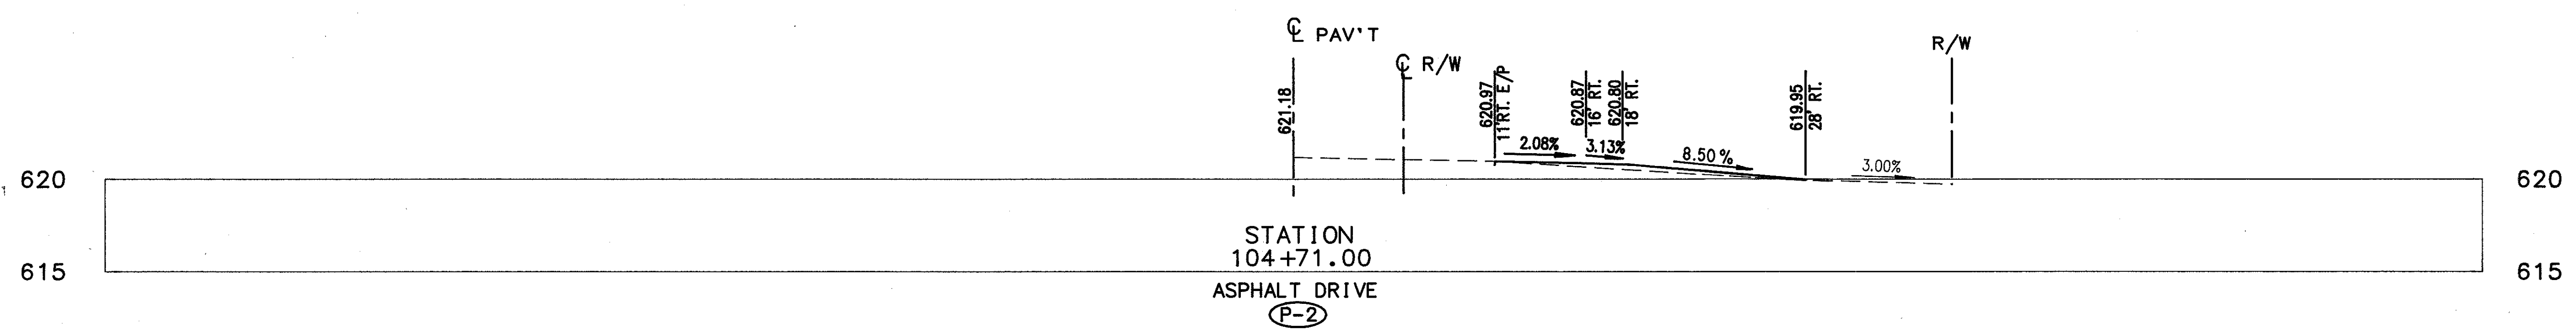 ℄ PAV'T
℄ R/W
R/W
621.18
620.97
11'RT. E/P
620.87
16' RT.
620.80
18' RT.
619.95
28' RT.
2.08%
3.13%
8.50%
3.00%
620
620
STATION
104+71.00
615
615
ASPHALT DRIVE
P-2